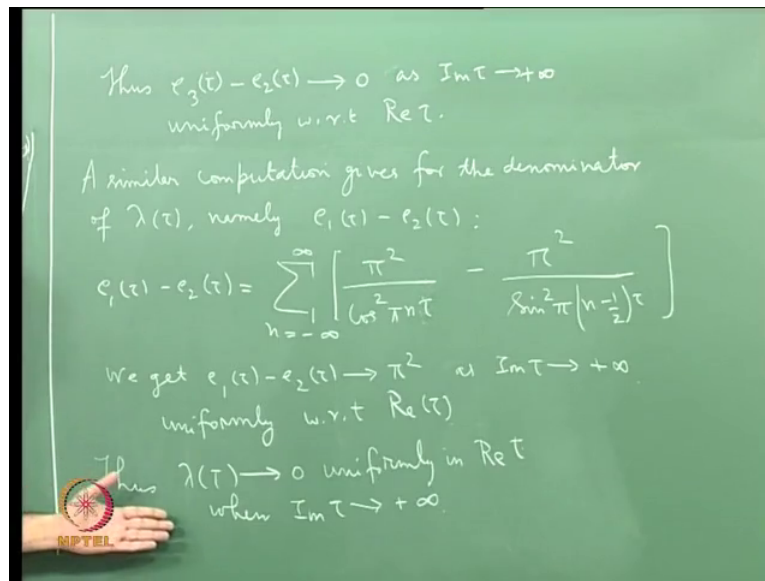 Thus e₃(τ) − e₂(τ) → 0 as Im τ → +∞
uniformly w.r.t Re τ.
A similar computation gives for the denominator
of λ(τ), namely e₁(τ) − e₂(τ):
e₁(τ) − e₂(τ) = ∑_{n=−∞}^{∞} [ π² / cos² πnτ − π² / sin² π(n−½)τ ]
We get e₁(τ) − e₂(τ) → π² as Im τ → +∞
uniformly w.r.t Re(τ)
Thus λ(τ) → 0 uniformly in Re τ
when Im τ → +∞.
NPTEL